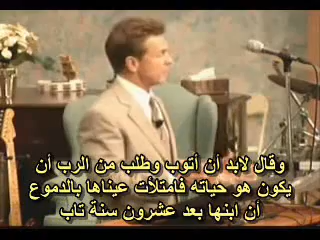 وقال لابد أن أتوب وطلب من الرب أن
يكون هو حياته فامتلأت عيناها بالدموع
أن ابنها بعد عشرون سنة تاب